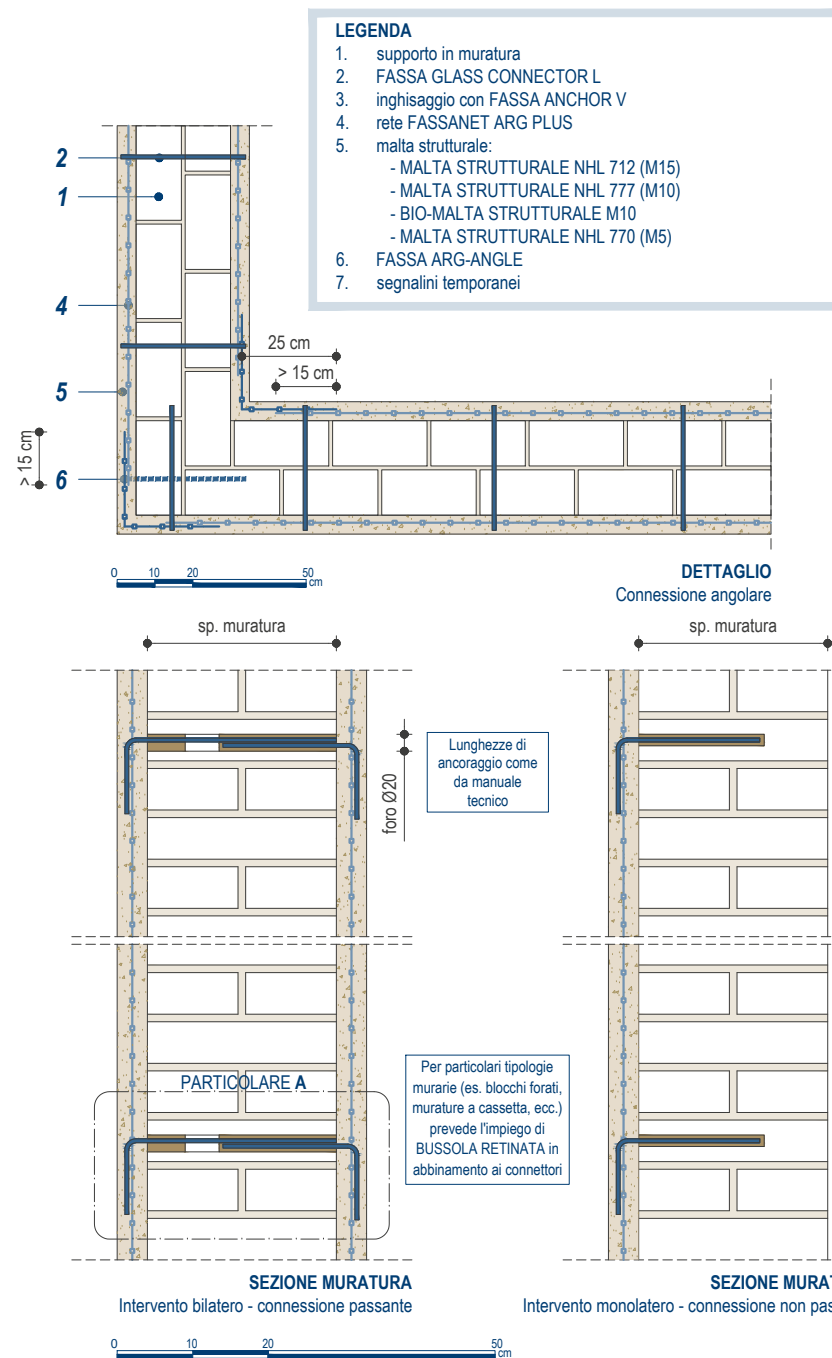 LEGENDA
1. supporto in muratura
2. FASSA GLASS CONNECTOR L
3. inghisaggio con FASSA ANCHOR V
4. rete FASSANET ARG PLUS
5. malta strutturale:
- MALTA STRUTTURALE NHL 712 (M15)
- MALTA STRUTTURALE NHL 777 (M10)
- BIO-MALTA STRUTTURALE M10
- MALTA STRUTTURALE NHL 770 (M5)
6. FASSA ARG-ANGLE
7. segnalini temporanei
2
1
4
5
6
25 cm
> 15 cm
> 15 cm
0 10 20 50
cm
DETTAGLIO
Connessione angolare
sp. muratura
sp. muratura
foro Ø20
Lunghezze di
ancoraggio come
da manuale
tecnico
PARTICOLARE A
Per particolari tipologie
murarie (es. blocchi forati,
murature a cassetta, ecc.)
prevede l'impiego di
BUSSOLA RETINATA in
abbinamento ai connettori
SEZIONE MURATURA
Intervento bilatero - connessione passante
SEZIONE MURAT
Intervento monolatero - connessione non pas
0 10 20 50
cm